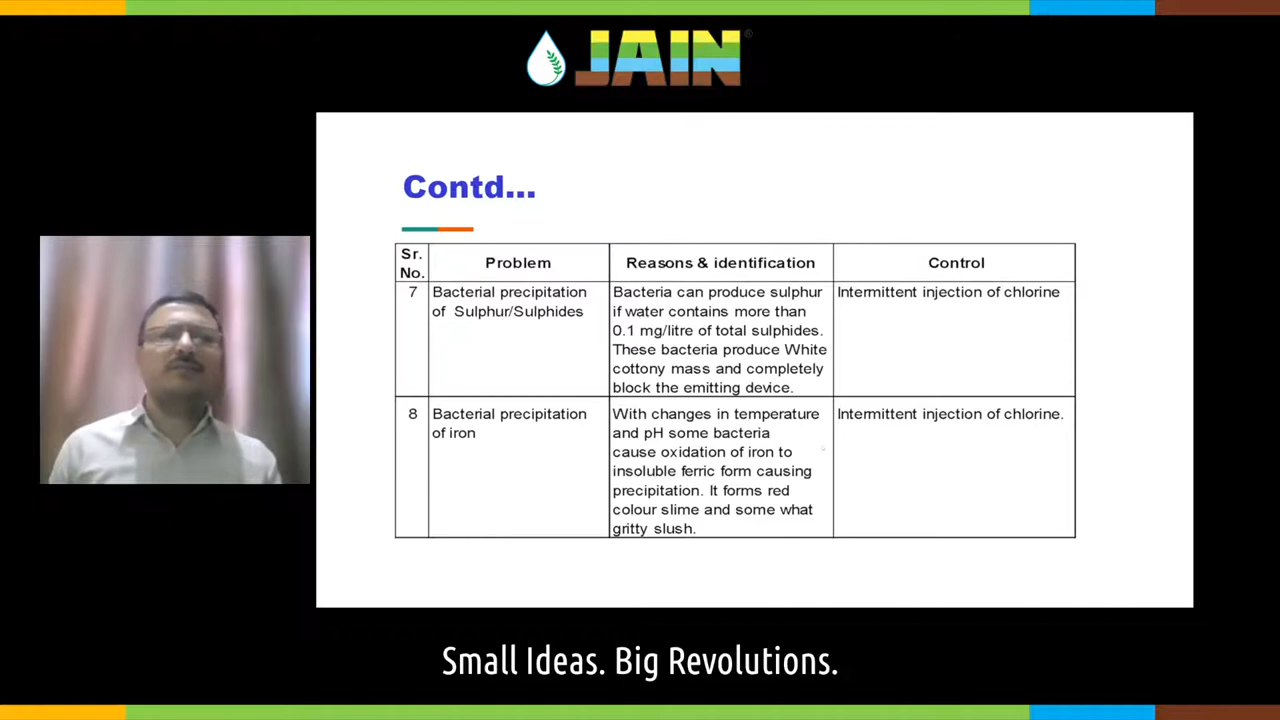 JAIN®
Contd...
Sr. No.
Problem
Reasons & identification
Control
7
Bacterial precipitation
of Sulphur/Sulphides
Bacteria can produce sulphur
if water contains more than
0.1 mg/litre of total sulphides.
These bacteria produce White
cottony mass and completely
block the emitting device.
Intermittent injection of chlorine
8
Bacterial precipitation
of iron
With changes in temperature
and pH some bacteria
cause oxidation of iron to
insoluble ferric form causing
precipitation. It forms red
colour slime and some what
gritty slush.
Intermittent injection of chlorine.
Small Ideas. Big Revolutions.